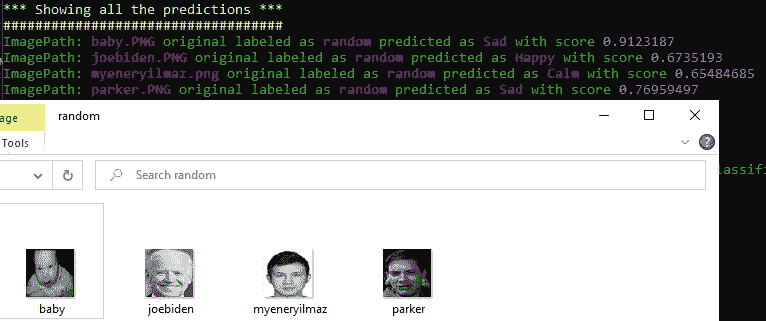 *** Showing all the predictions ***
###################################
ImagePath: baby.PNG original labeled as random predicted as Sad with score 0.9123187
ImagePath: joebiden.PNG original labeled as random predicted as Happy with score 0.6735193
ImagePath: myeneryilmaz.png original labeled as random predicted as Calm with score 0.65484685
ImagePath: parker.PNG original labeled as random predicted as Sad with score 0.76959497
age
random
Tools
Search random
lassifi
baby
joebiden
myeneryilmaz
parker